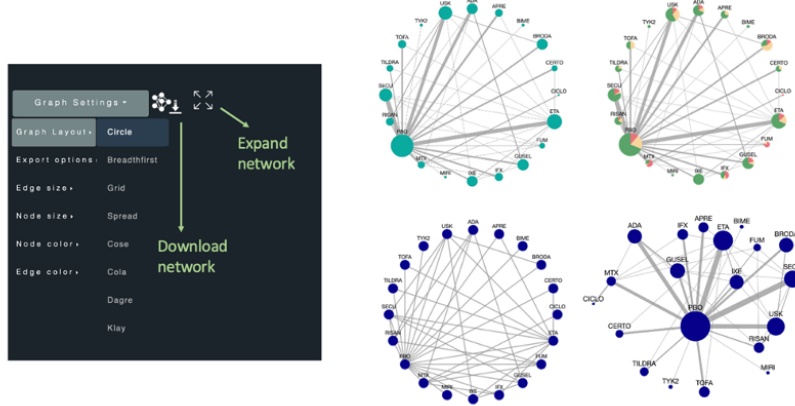 Graph Settings
Graph Layout
Circle
Export options
Breadthfirst
Edge size
Grid
Node size
Spread
Node color
Cose
Edge color
Cola
Dagre
Klay
Expand
network
Download
network
USK
ADA
APRE
BIME
TYK2
BRODA
TOFA
CERTO
TILDRA
CICLO
SECU
ETA
RISAN
FUM
PBO
GUSEL
MTX
IFX
MIRI
IXE
USK
ADA
APRE
BIME
TYK2
BRODA
TOFA
CERTO
TILDRA
CICLO
SECU
ETA
RISAN
FUM
PBO
GUSEL
MTX
IFX
MIRI
IXE
USK
ADA
APRE
BIME
TYK2
BRODA
TOFA
CERTO
TILDRA
CICLO
SECU
ETA
RISAN
FUM
PBO
GUSEL
MTX
IFX
MIRI
IXE
ADA
IFX
APRE
ETA
BIME
FUM
BRODA
GUSEL
IXE
SEC
MTX
CICLO
PBO
USK
CERTO
RISAN
TILDRA
MIRI
TYK2
TOFA